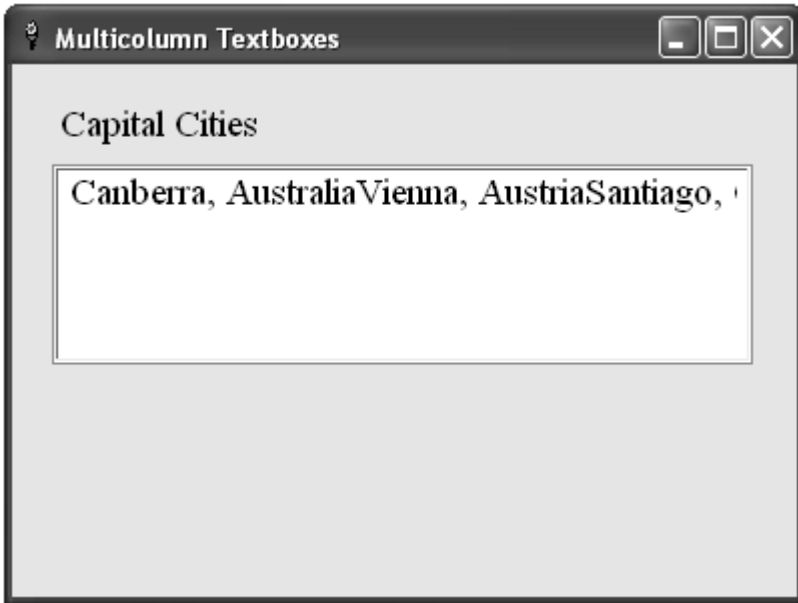 Multicolumn Textboxes
Capital Cities
Canberra, AustraliaVienna, AustriaSantiago,